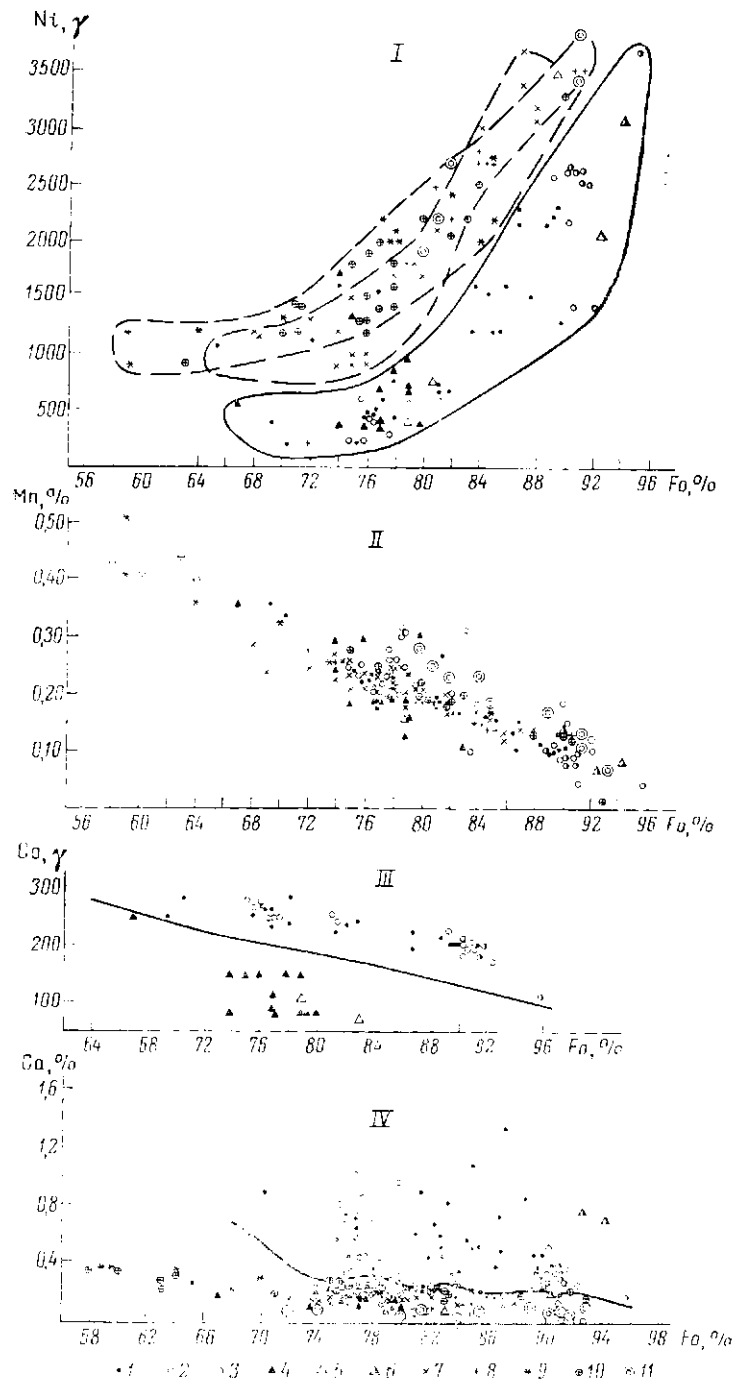 Ni, γ
I
3500
3000
2500
2000
1500
1000
500
56 60 64 68 72 76 80 84 88 92 96 Fo, %
Mn, %
II
0,50
0,40
0,30
0,20
0,10
56 60 64 68 72 76 80 84 88 92 96 Fo, %
Co, γ
III
300
200
100
64 68 72 76 80 84 88 92 96 Fo, %
Ca, %
IV
1,6
1,2
0,8
0,4
58 62 66 70 74 78 82 86 90 94 98 Fo, %
1 2 3 4 5 6 7 8 9 10 11